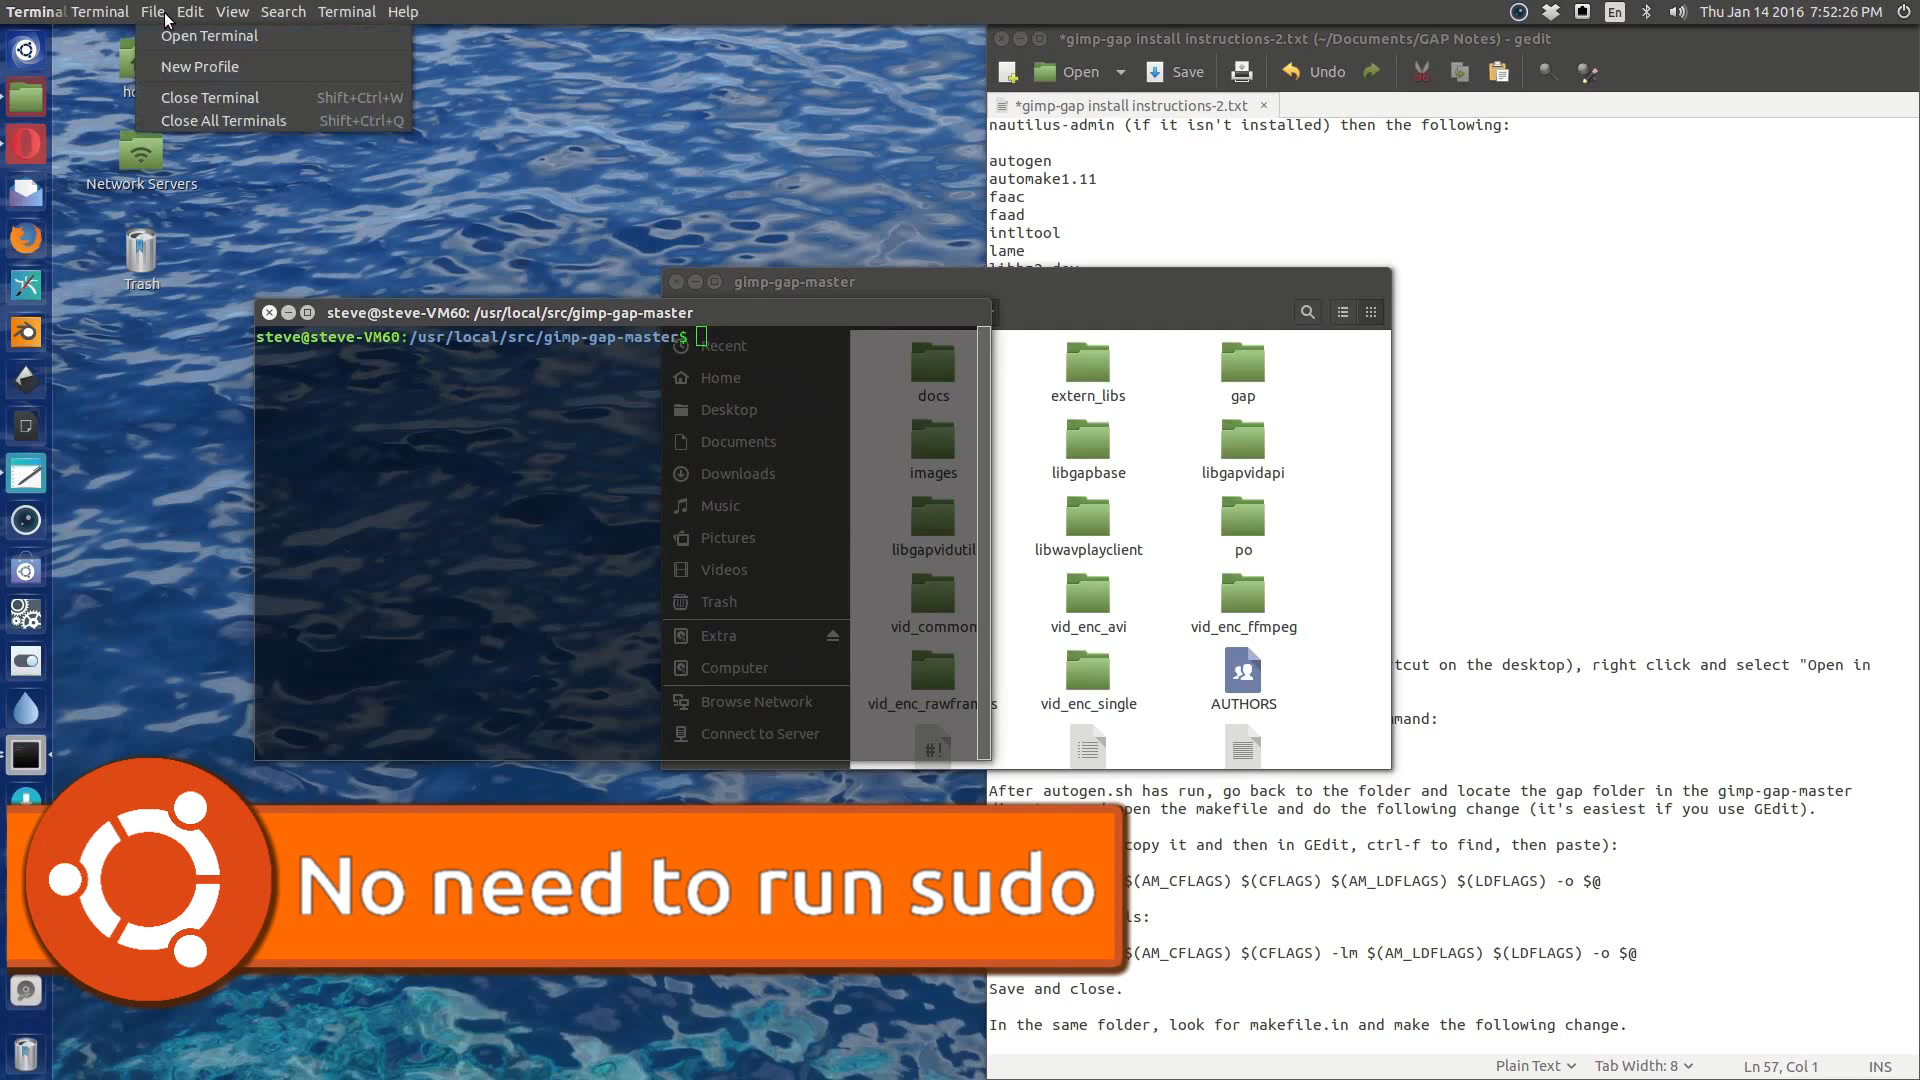 Terminal Terminal File Edit View Search Terminal Help
En Thu Jan 14 2016 7:52:26 PM
Open Terminal
New Profile
Close Terminal Shift+Ctrl+W
Close All Terminals Shift+Ctrl+Q
Network Servers
Trash
*gimp-gap install instructions-2.txt (~/Documents/GAP Notes) - gedit
Open Save Undo
*gimp-gap install instructions-2.txt ×
nautilus-admin (if it isn't installed) then the following:
autogen
automake1.11
faac
faad
intltool
lame
gimp-gap-master
steve@steve-VM60: /usr/local/src/gimp-gap-master
steve@steve-VM60:/usr/local/src/gimp-gap-master$
Recent
Home
Desktop
Documents
Downloads
Music
Pictures
Videos
Trash
Extra
Computer
Browse Network
Connect to Server
docs extern_libs gap
images libgapbase libgapvidapi
libgapvidutil libwavplayclient po
vid_common vid_enc_avi vid_enc_ffmpeg
vid_enc_rawframes vid_enc_single AUTHORS
#!
tcut on the desktop), right click and select "Open in
mmand:
After autogen.sh has run, go back to the folder and locate the gap folder in the gimp-gap-master
open the makefile and do the following change (it's easiest if you use GEdit).
copy it and then in GEdit, ctrl-f to find, then paste):
$(AM_CFLAGS) $(CFLAGS) $(AM_LDFLAGS) $(LDFLAGS) -o $@
is:
$(AM_CFLAGS) $(CFLAGS) -lm $(AM_LDFLAGS) $(LDFLAGS) -o $@
Save and close.
In the same folder, look for makefile.in and make the following change.
No need to run sudo
Plain Text Tab Width: 8 Ln 57, Col 1 INS